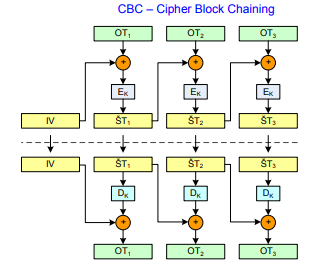 CBC – Cipher Block Chaining
OT1 OT2 OT3
+ + +
EK EK EK
IV ŠT1 ŠT2 ŠT3
IV ŠT1 ŠT2 ŠT3
DK DK DK
+ + +
OT1 OT2 OT3